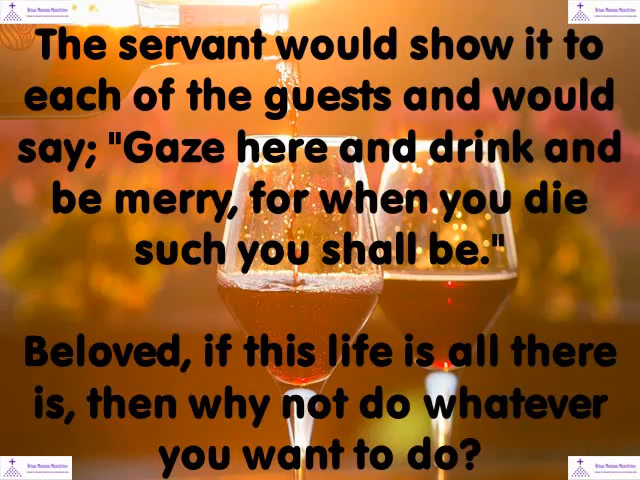 The servant would show it to
each of the guests and would
say; "Gaze here and drink and
be merry, for when you die
such you shall be."
Beloved, if this life is all there
is, then why not do whatever
you want to do?